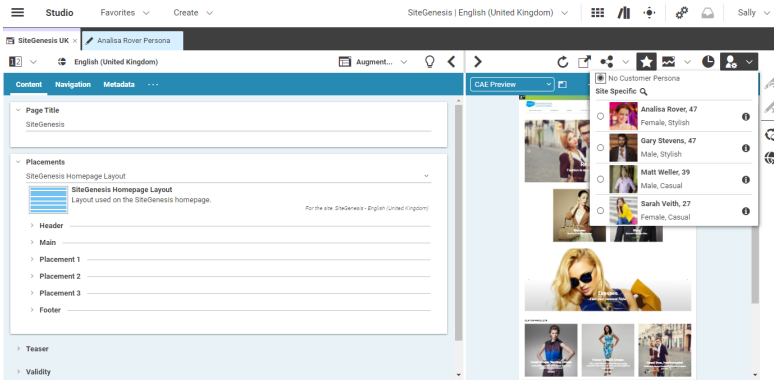 Studio Favorites Create SiteGenesis | English (United Kingdom) Sally
SiteGenesis UK × Analisa Rover Persona
English (United Kingdom) Augment...
Content Navigation Metadata ...
Page Title
SiteGenesis
Placements
SiteGenesis Homepage Layout
SiteGenesis Homepage Layout
Layout used on the SiteGenesis homepage.
For the site: SiteGenesis - English (United Kingdom)
Header
Main
Placement 1
Placement 2
Placement 3
Footer
Teaser
Validity
CAE Preview
No Customer Persona
Site Specific
Analisa Rover, 47
Female, Stylish
Gary Stevens, 47
Male, Stylish
Matt Weller, 39
Male, Casual
Sarah Veith, 27
Female, Casual